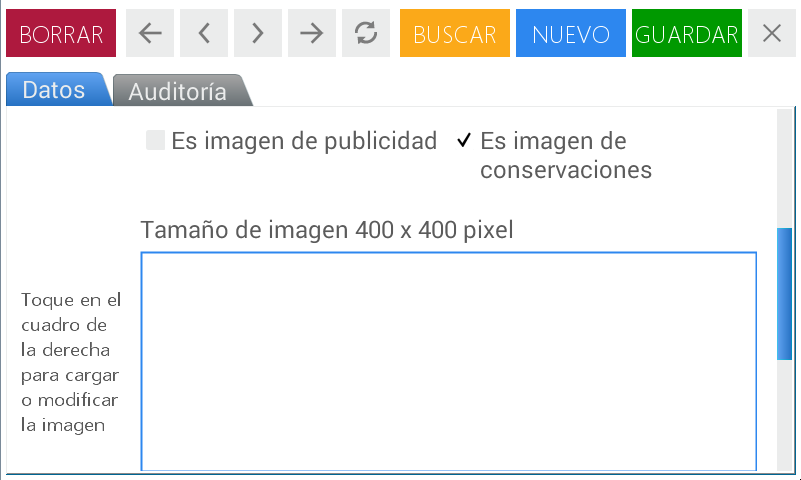 BORRAR BUSCAR NUEVO GUARDAR
Datos Auditoría
Es imagen de publicidad Es imagen de
conservaciones
Tamaño de imagen 400 x 400 pixel
Toque en el
cuadro de
la derecha
para cargar
o modificar
la imagen